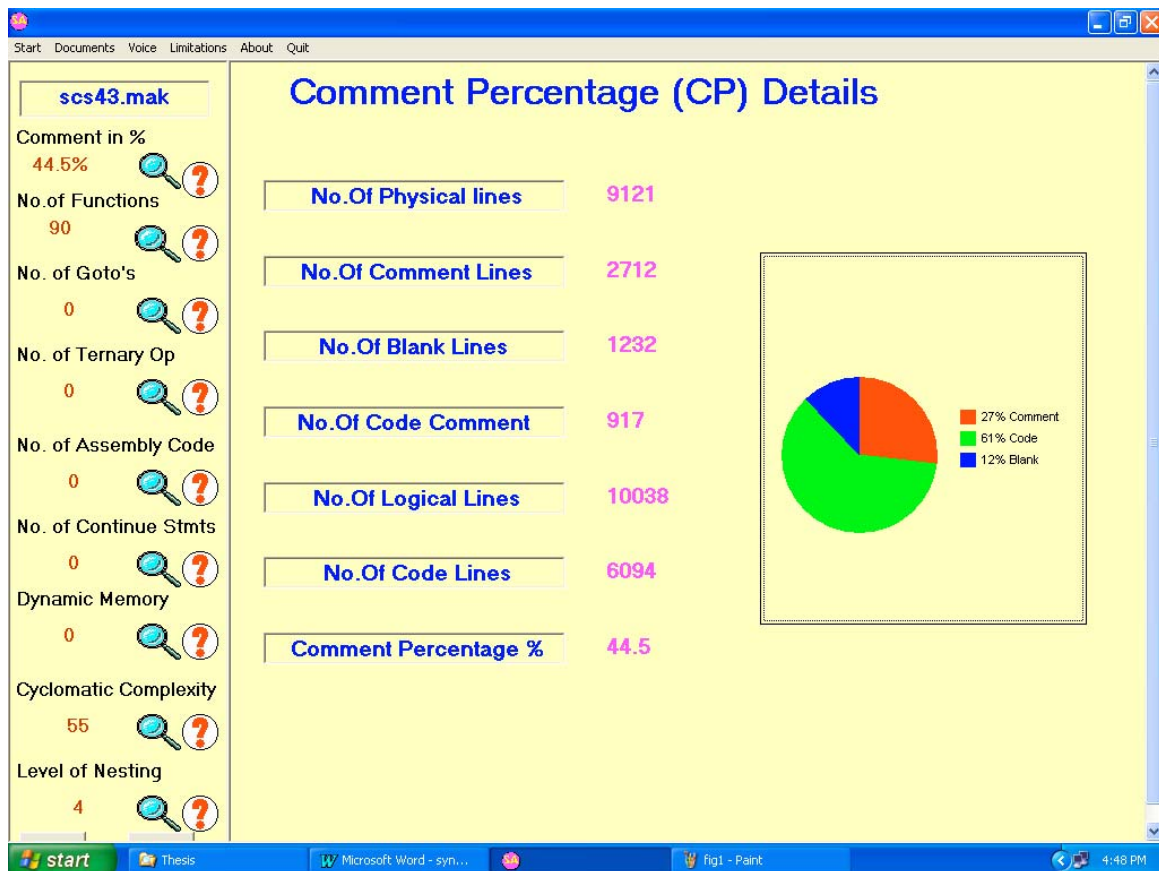 SA
Start Documents Voice Limitations About Quit
scs43.mak
Comment in %
44.5%
No.of Functions
90
No. of Goto's
0
No. of Ternary Op
0
No. of Assembly Code
0
No. of Continue Stmts
0
Dynamic Memory
0
Cyclomatic Complexity
55
Level of Nesting
4
Comment Percentage (CP) Details
No.Of Physical lines 9121
No.Of Comment Lines 2712
No.Of Blank Lines 1232
No.Of Code Comment 917
No.Of Logical Lines 10038
No.Of Code Lines 6094
Comment Percentage % 44.5
27% Comment
61% Code
12% Blank
start Thesis Microsoft Word - syn... SA fig1 - Paint 4:48 PM